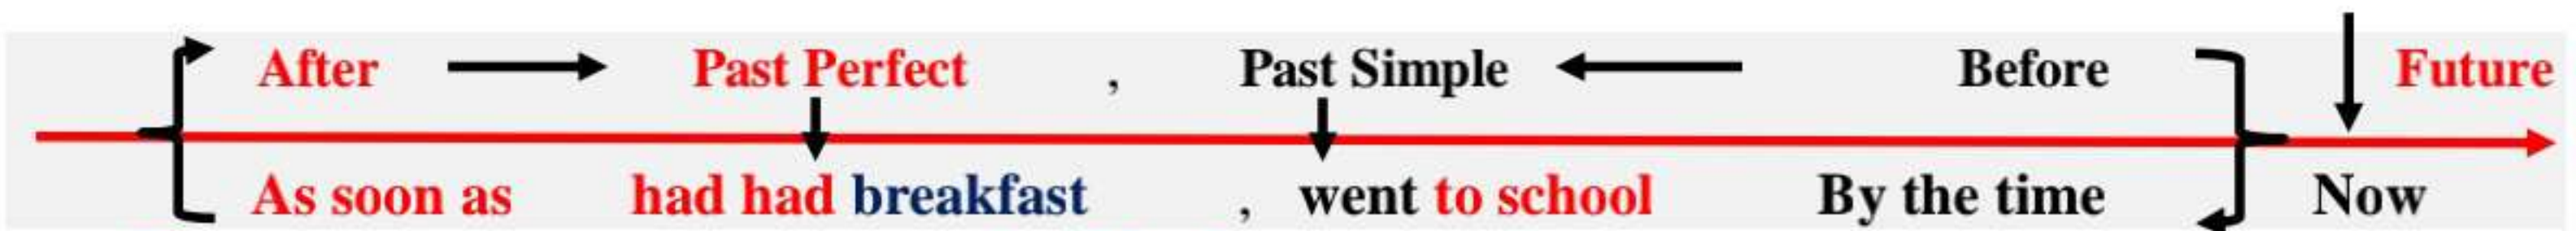 After Past Perfect , Past Simple Before Future
As soon as had had breakfast , went to school By the time Now